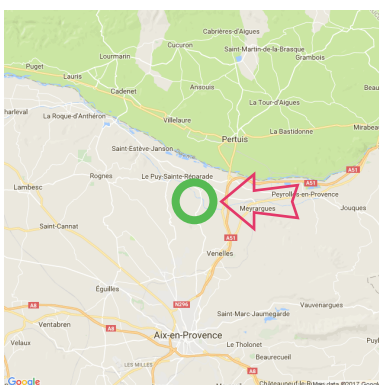 Cabrières-d'Aigues
Cucuron
Saint-Martin-de-la-Brasque
Lourmarin
Grambois
Puget
Lauris
Cadenet
Ansouis
La Tour-d'Aigues
La Roque-d'Anthéron
Villelaure
La Bastidonne
Pertuis
Saint-Estève-Janson
A51
Rognes
Le Puy-Sainte-Réparade
A51
Lambesc
Peyrolles-en-Provence
Meyrargues
Jouques
Saint-Cannat
A51
Venelles
Éguilles
A8
N296
Vauvenargues
Saint-Marc-Jaumegarde
Ventabren
Aix-en-Provence
Velaux
A8
Le Tholonet
Beaurecueil
LES MILLES
A8
Google
Map data ©2017 Google